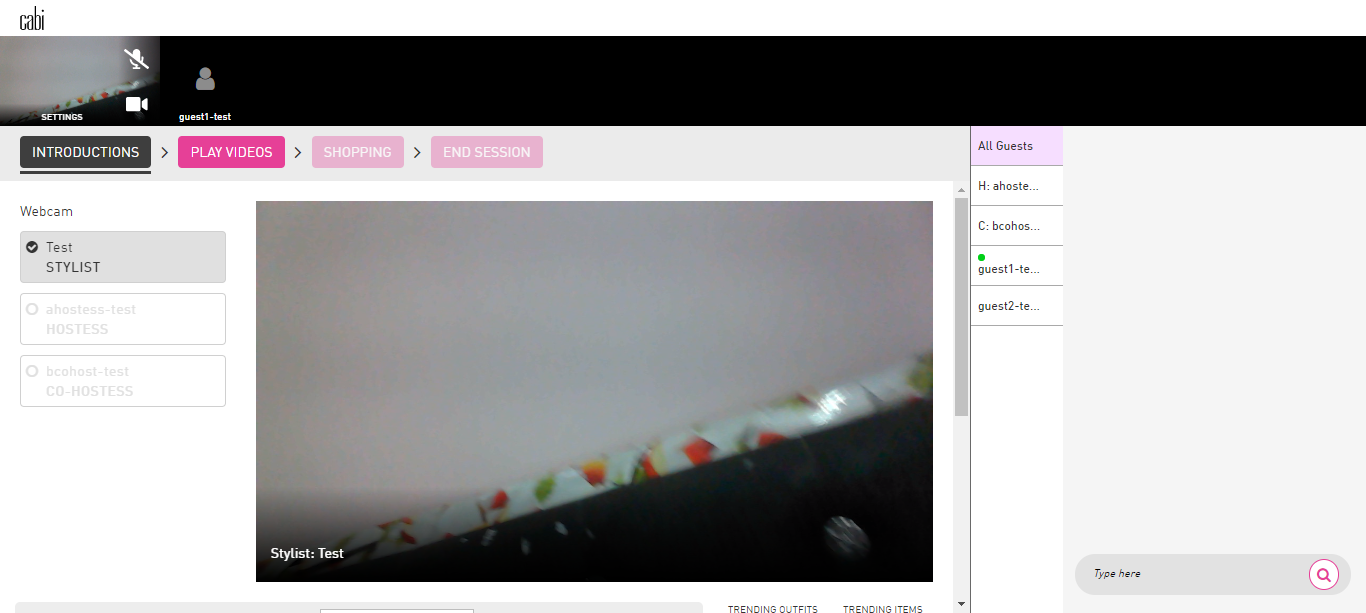 cabi
SETTINGS
guest1-test
INTRODUCTIONS
PLAY VIDEOS
SHOPPING
END SESSION
All Guests
H: ahoste...
C: bcohos...
guest1-te...
guest2-te...
Webcam
Test
STYLIST
ahostess-test
HOSTESS
bcohost-test
CO-HOSTESS
Stylist: Test
Type here
TRENDING OUTFITS
TRENDING ITEMS